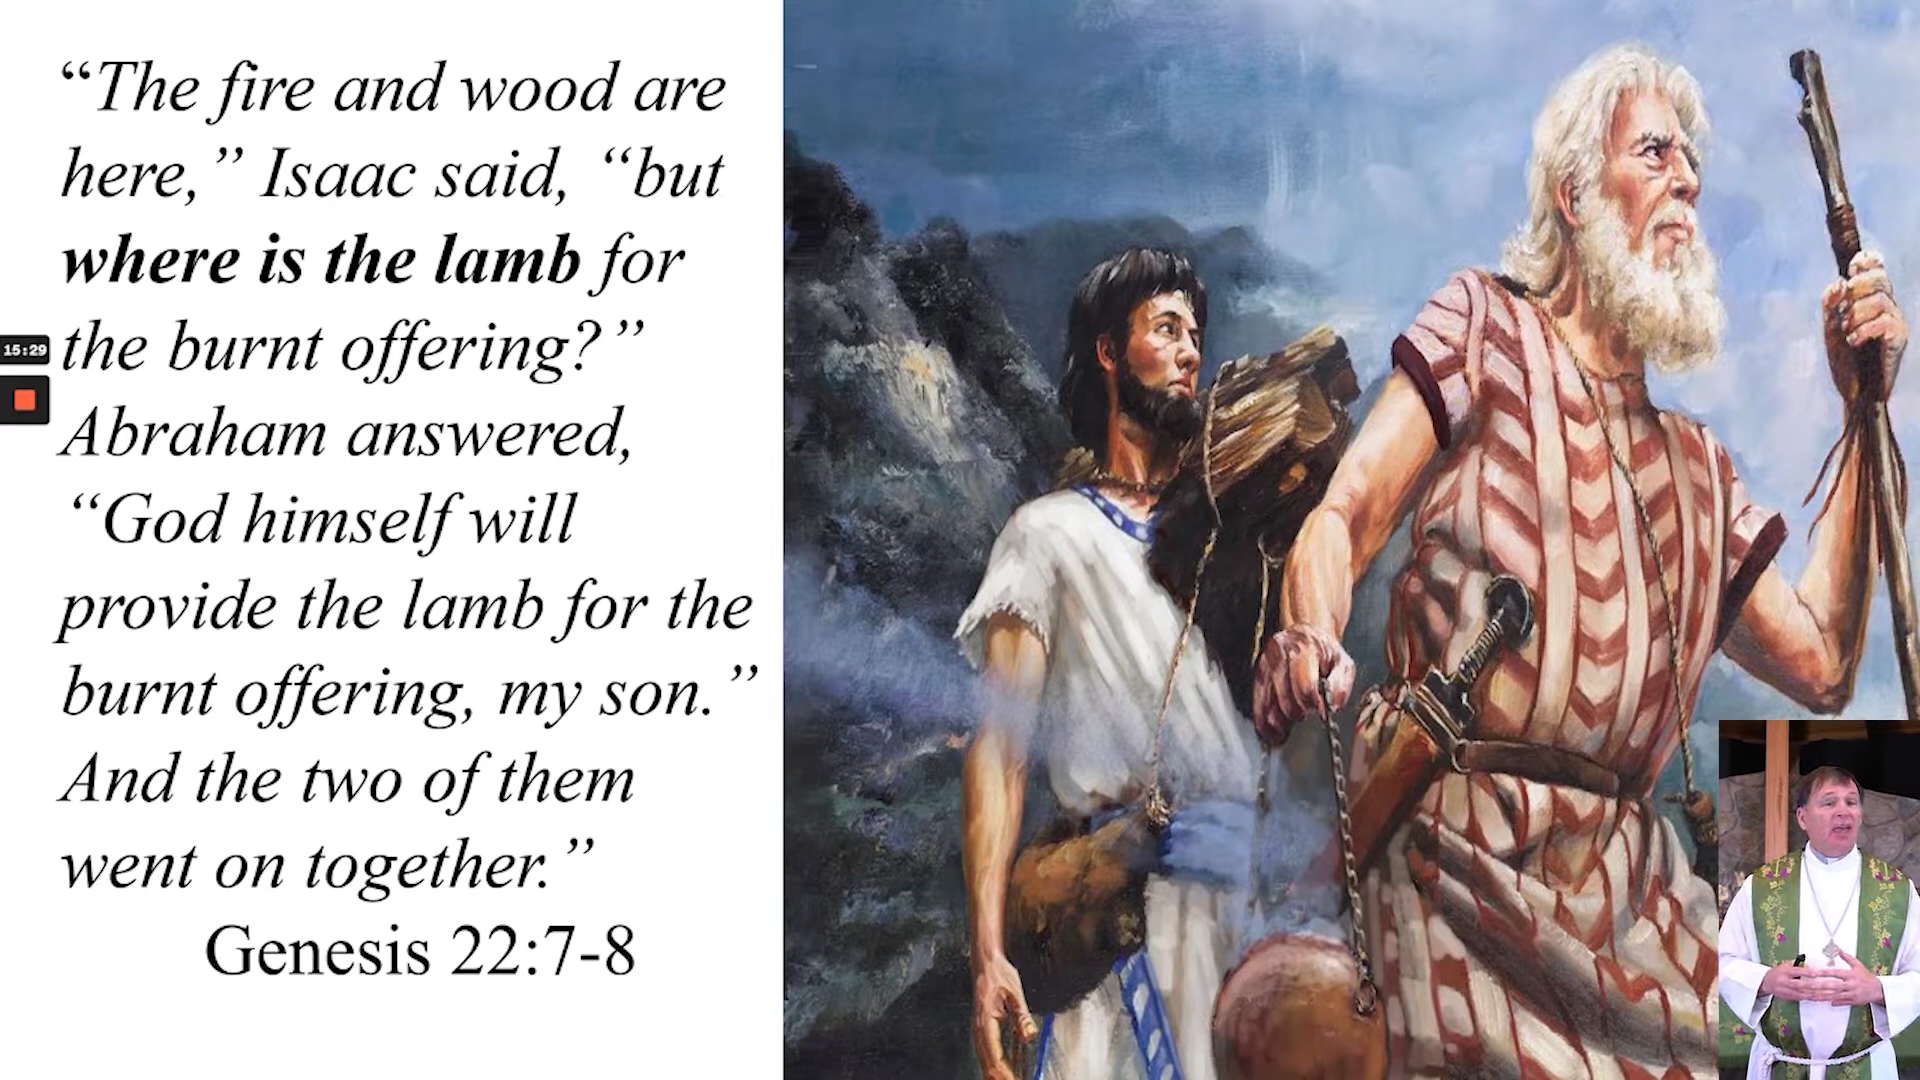 “The fire and wood are
here,” Isaac said, “but
where is the lamb for
the burnt offering?”
Abraham answered,
“God himself will
provide the lamb for the
burnt offering, my son.”
And the two of them
went on together.”
Genesis 22:7-8
15:29